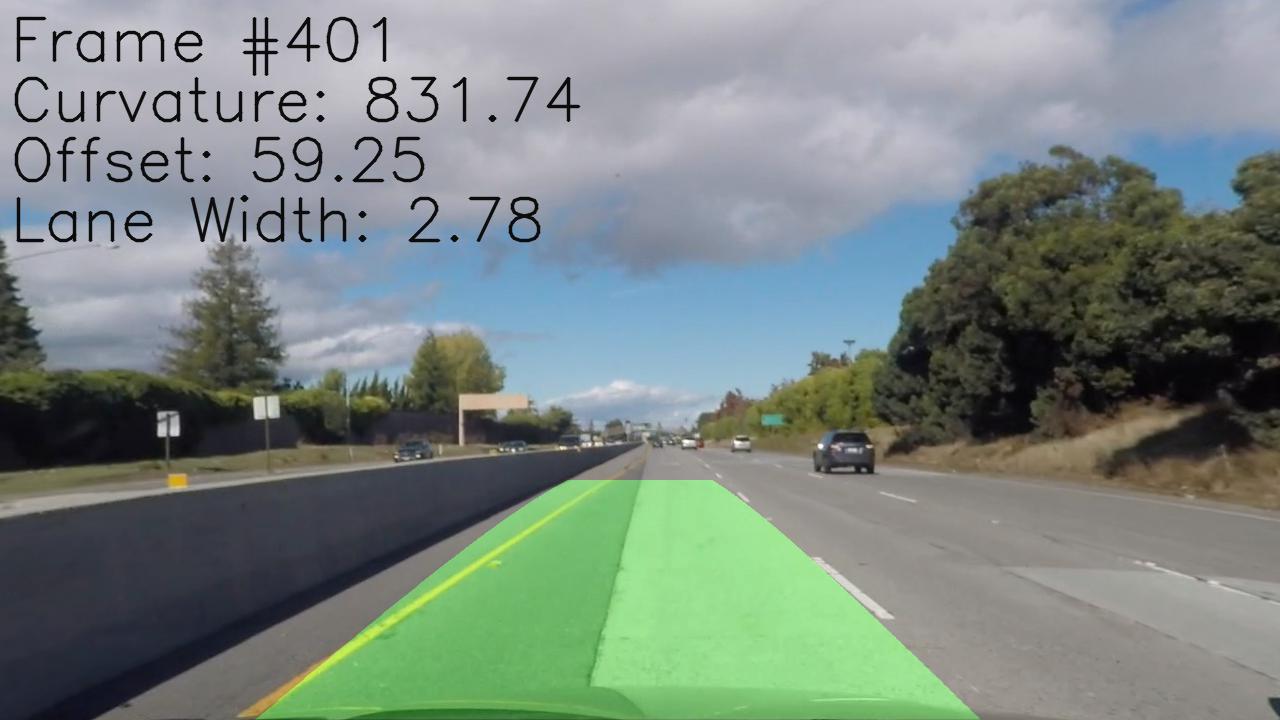 Frame #401
Curvature: 831.74
Offset: 59.25
Lane Width: 2.78